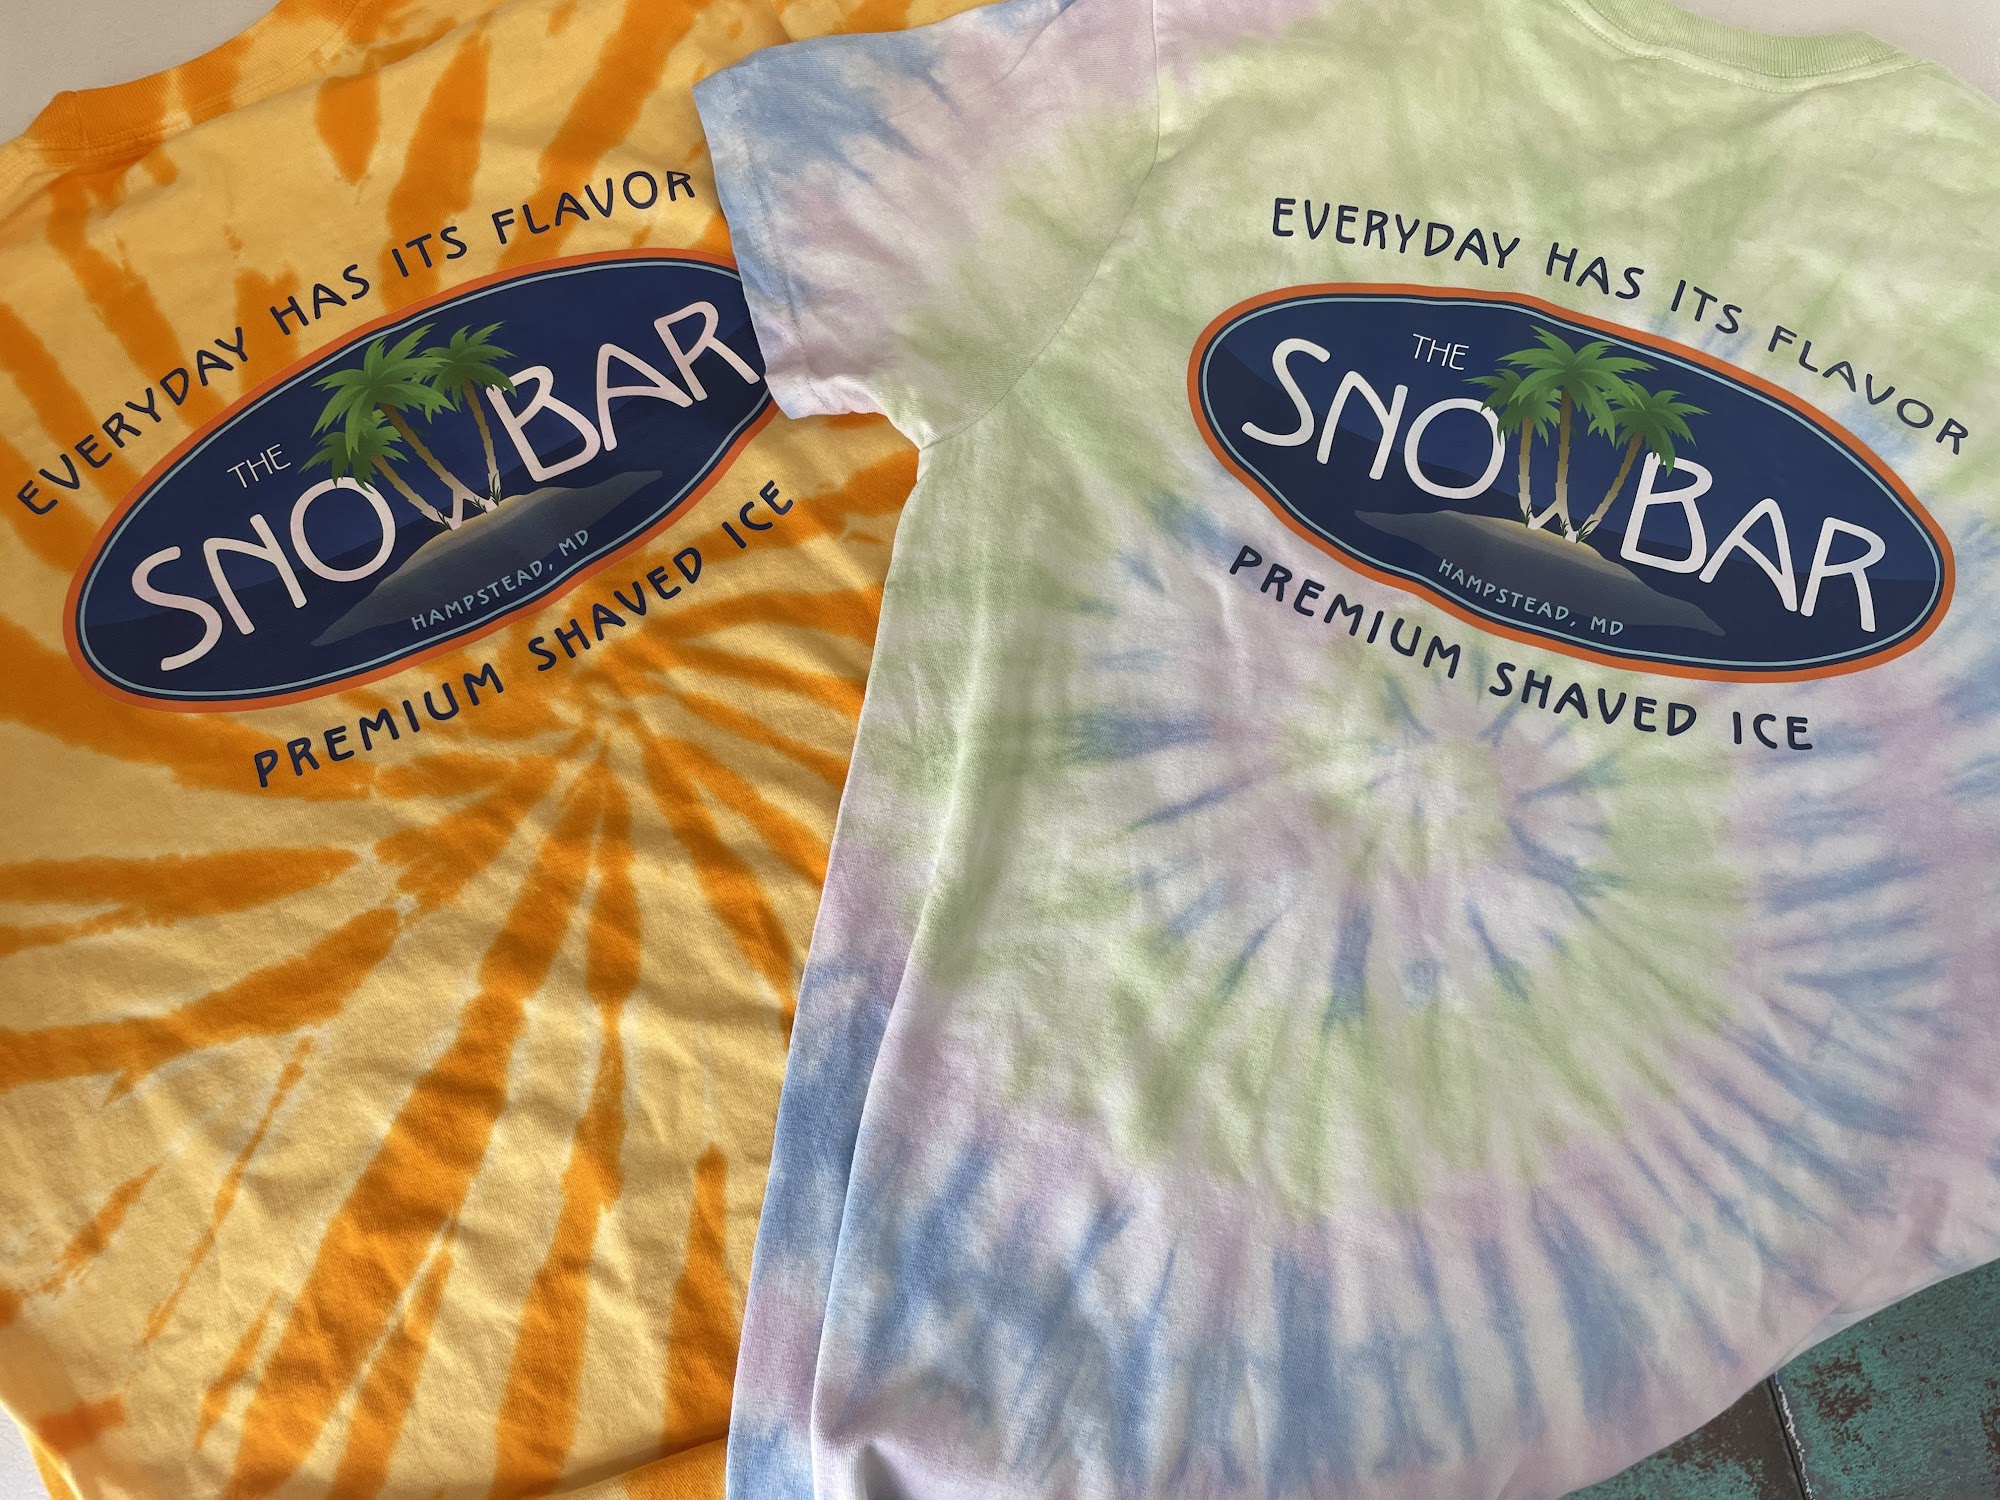 EVERYDAY HAS ITS FLAVOR
THE
SNOWBAR
HAMPSTEAD, MD
PREMIUM SHAVED ICE
EVERYDAY HAS ITS FLAVOR
THE
SNOWBAR
HAMPSTEAD, MD
PREMIUM SHAVED ICE